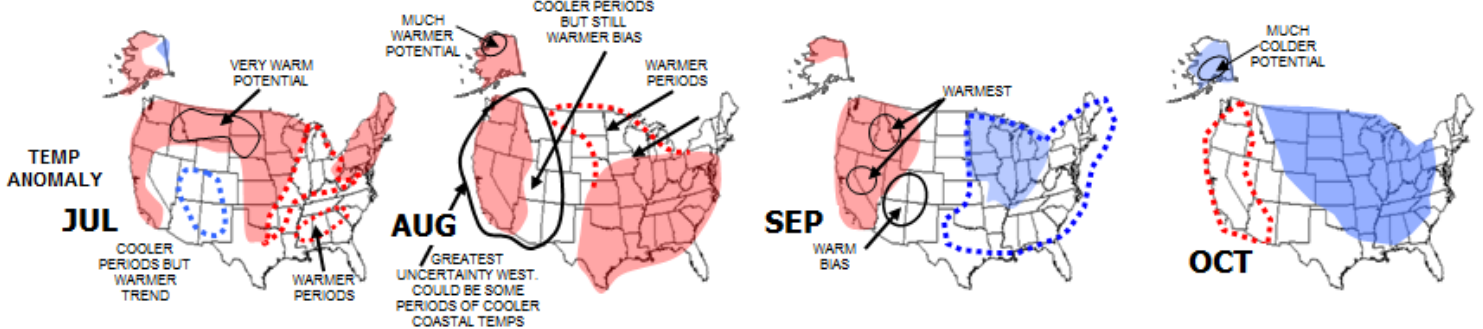 TEMP
ANOMALY
JUL
VERY WARM
POTENTIAL
COOLER
PERIODS BUT
WARMER
TREND
WARMER
PERIODS
AUG
MUCH
WARMER
POTENTIAL
COOLER PERIODS
BUT STILL
WARMER BIAS
WARMER
PERIODS
GREATEST
UNCERTAINTY WEST.
COULD BE SOME
PERIODS OF COOLER
COASTAL TEMPS
SEP
WARMEST
WARM
BIAS
OCT
MUCH
COLDER
POTENTIAL